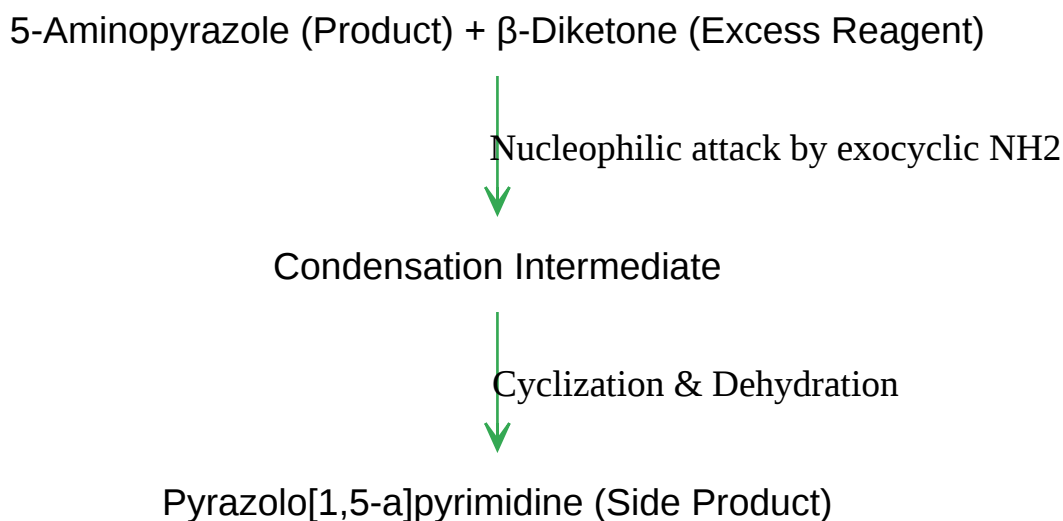 5-Aminopyrazole (Product) + β-Diketone (Excess Reagent)
Nucleophilic attack by exocyclic NH2
Condensation Intermediate
Cyclization & Dehydration
Pyrazolo[1,5-a]pyrimidine (Side Product)